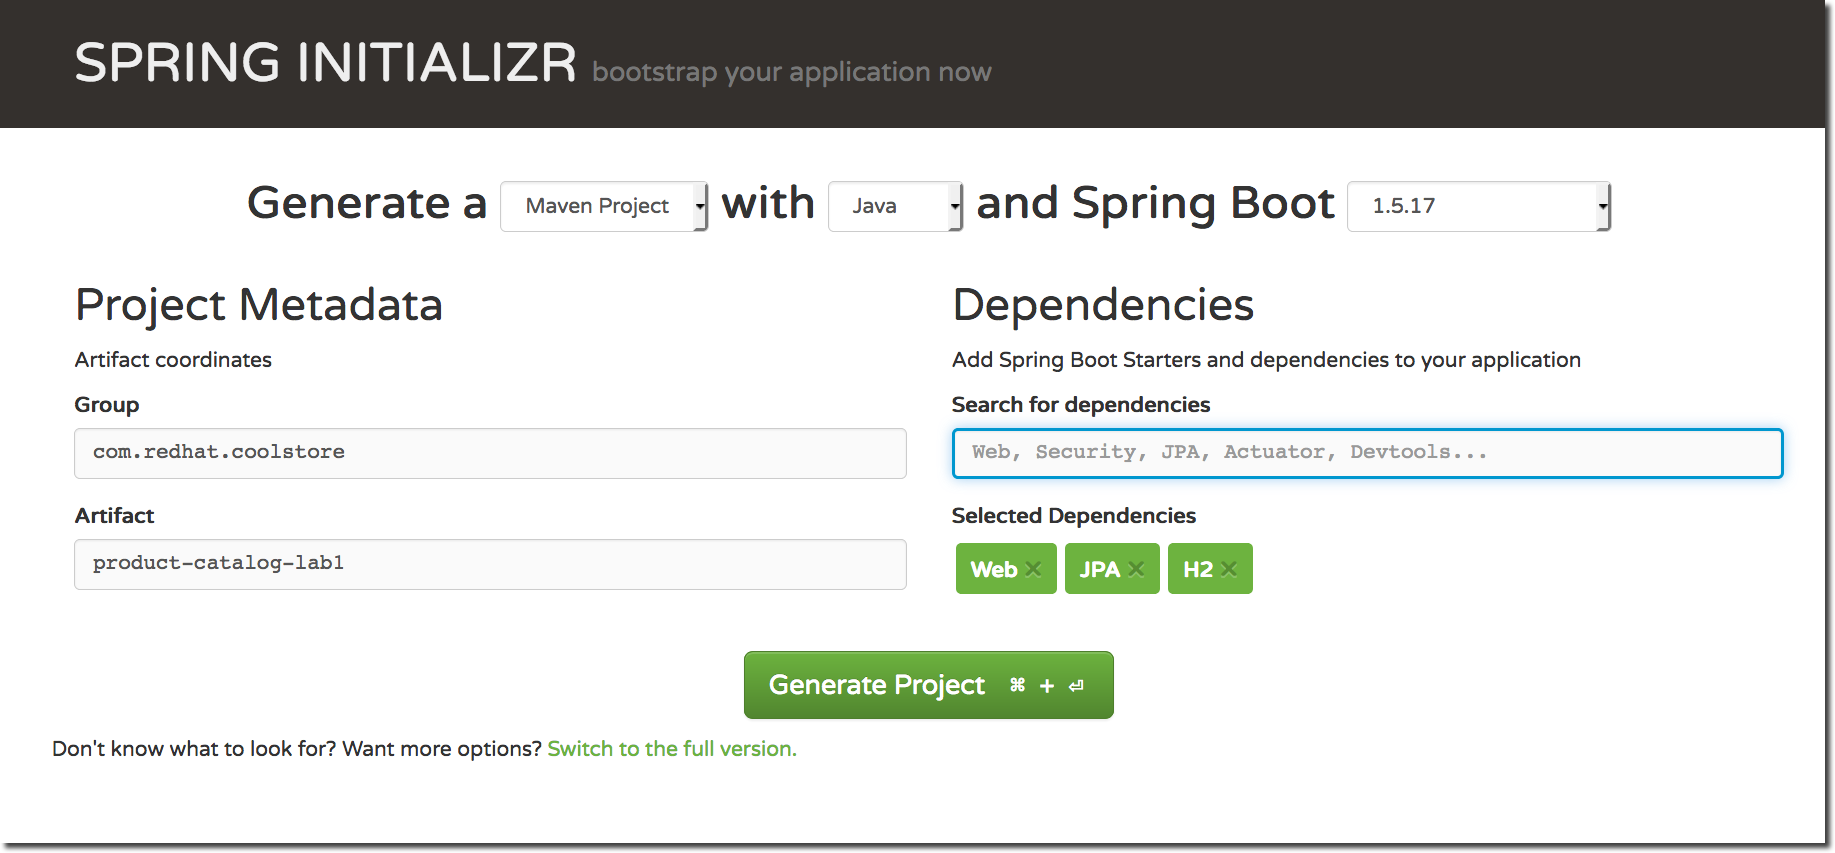 SPRING INITIALIZR bootstrap your application now
Generate a Maven Project with Java and Spring Boot 1.5.17
Project Metadata
Artifact coordinates
Group
com.redhat.coolstore
Artifact
product-catalog-lab1
Dependencies
Add Spring Boot Starters and dependencies to your application
Search for dependencies
Web, Security, JPA, Actuator, Devtools...
Selected Dependencies
Web × JPA × H2 ×
Generate Project ⌘ + ⏎
Don't know what to look for? Want more options? Switch to the full version.